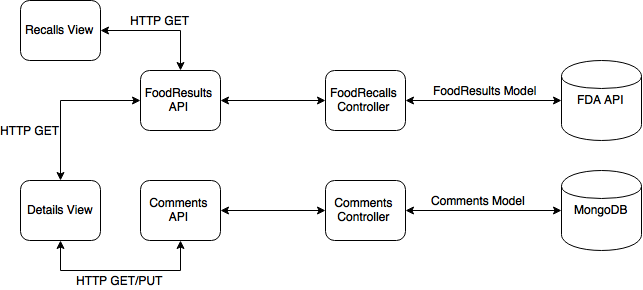 HTTP GET
Recalls View
FoodResults
API
FoodRecalls
Controller
FoodResults Model
FDA API
HTTP GET
Details View
Comments
API
Comments
Controller
Comments Model
MongoDB
HTTP GET/PUT